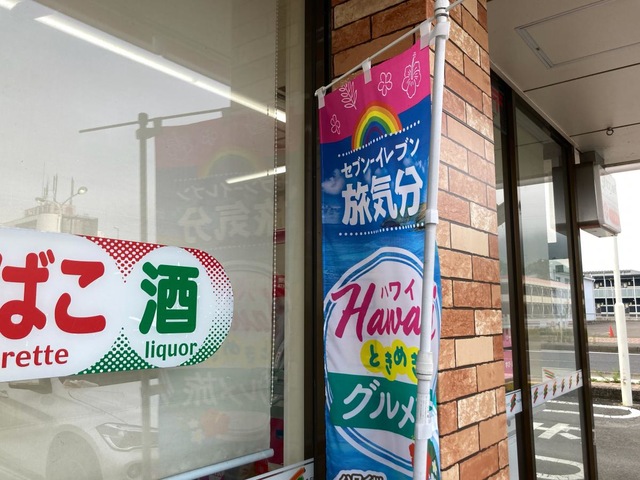 ばこ
rette
酒
liquor
セブン-イレブン
旅気分
ハワイ
Hawaii
ときめき
グルメ